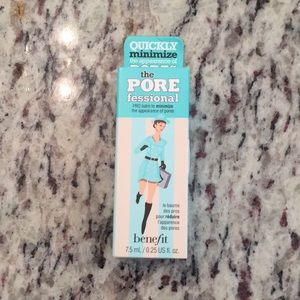 QUICKLY
minimize
the appearance of
the
PORE
fessional
PRO balm to minimize
the appearance of pores
le baume
des pros
pour réduire
l'apparence
des pores
benefit
7.5 mL / 0.25 US fl. oz.